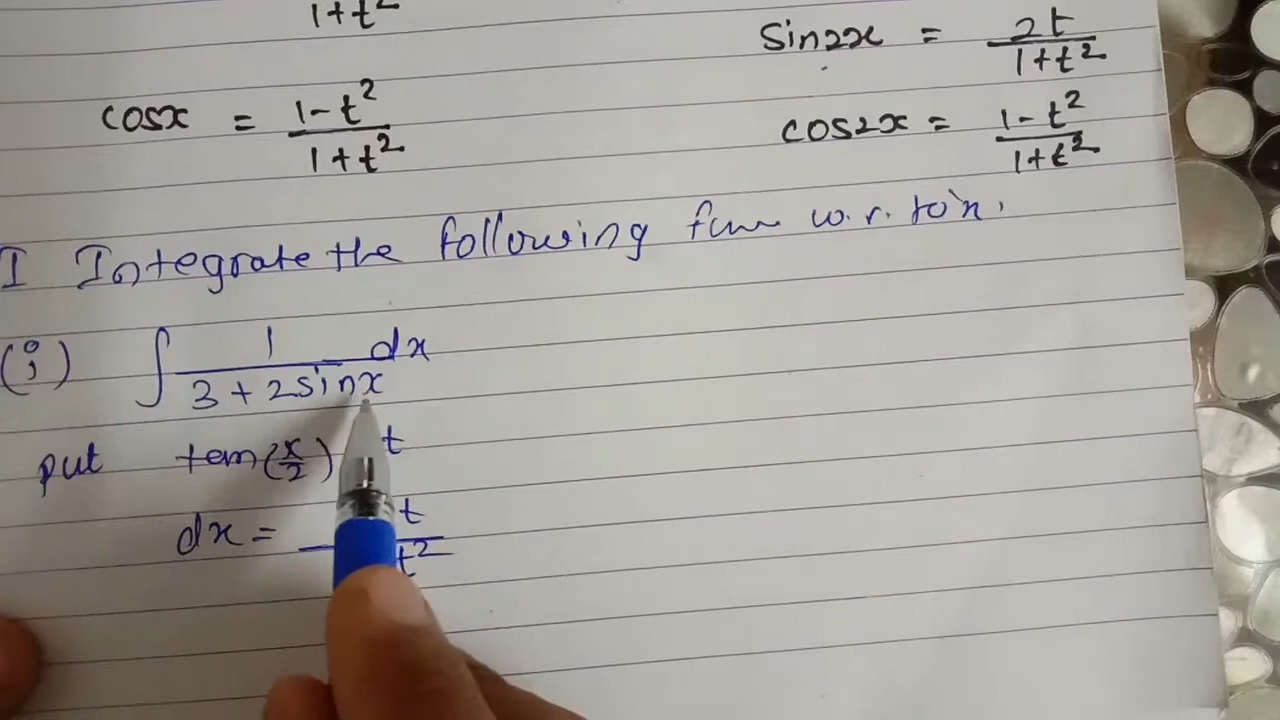 1+t²
sin2x = 2t/1+t²
cosx = 1-t²/1+t²
cos2x = 1-t²/1+t²
I Integrate the following fun w.r.to 'x'.
(i) ∫ 1/3+2sinx dx
put tan(x/2) t
dx = t/t²